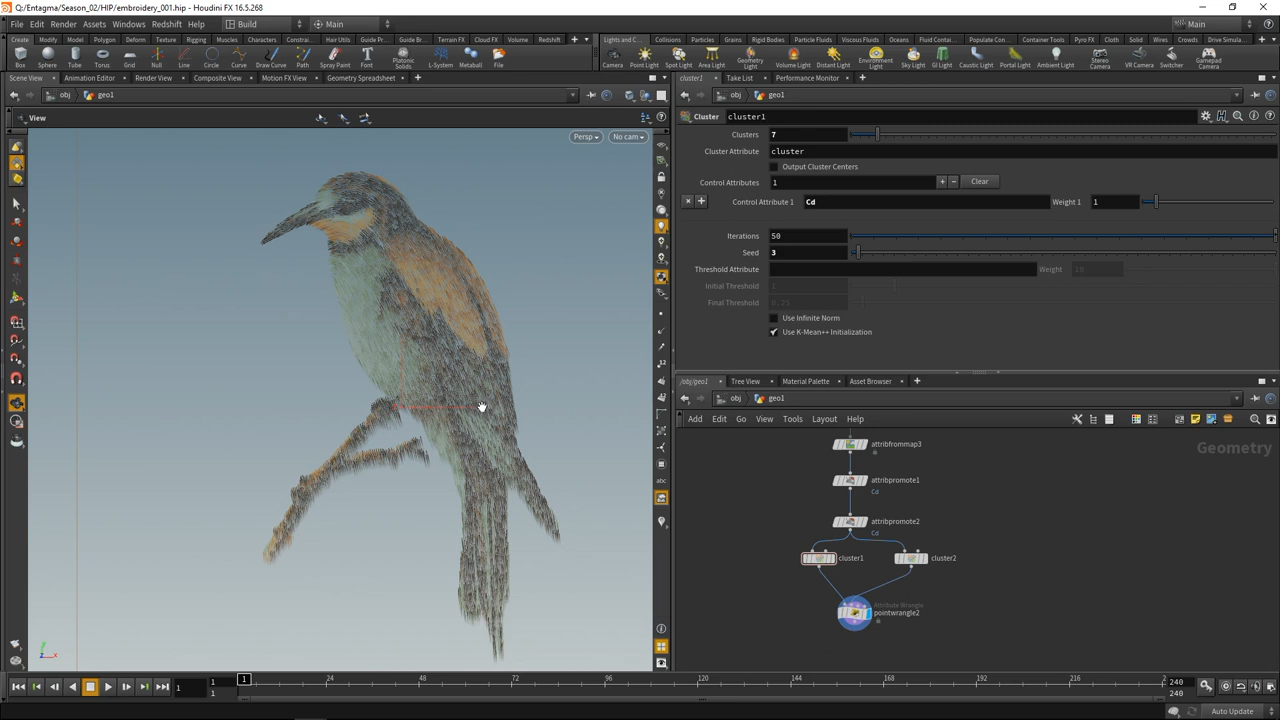 Q:/Entagma/Season_02/HIP/embroidery_001.hip - Houdini FX 16.5.268
File Edit Render Assets Windows Redshift Help Build Main Main
Create Modify Model Polygon Deform Texture Rigging Muscles Characters Constrai... Hair Utils Guide Pr... Guide Br... Terrain FX Cloud FX Volume Redshift
Lights and C... Collisions Particles Grains Rigid Bodies Particle Fluids Viscous Fluids Oceans Fluid Contai... Populate Con... Container Tools Pyro FX Cloth Solid Wires Crowds Drive Simula...
Box Sphere Tube Torus Grid Null Line Circle Curve Draw Curve Path Spray Paint Font Platonic Solids L-System Metaball File
Camera Point Light Spot Light Area Light Geometry Light Volume Light Distant Light Environment Light Sky Light GI Light Caustic Light Portal Light Ambient Light Stereo Camera VR Camera Switcher Gamepad Camera
Scene View Animation Editor Render View Composite View Motion FX View Geometry Spreadsheet
cluster1 Take List Performance Monitor
obj geo1
obj geo1
View
Cluster cluster1
Persp No cam
Clusters 7
Cluster Attribute cluster
Output Cluster Centers
Control Attributes 1 Clear
Control Attribute 1 Cd Weight 1 1
Iterations 50
Seed 3
Threshold Attribute Weight 10
Initial Threshold 1
Final Threshold 0.25
Use Infinite Norm
Use K-Mean++ Initialization
/obj/geo1 Tree View Material Palette Asset Browser
obj geo1
Add Edit Go View Tools Layout Help
Geometry
attribfrommap3
attribpromote1
Cd
attribpromote2
Cd
cluster1 cluster2
Attribute Wrangle
pointwrangle2
12
abc
y
z x
1 1 1 1 24 48 72 96 120 144 168 192 216 2 240 240
Auto Update